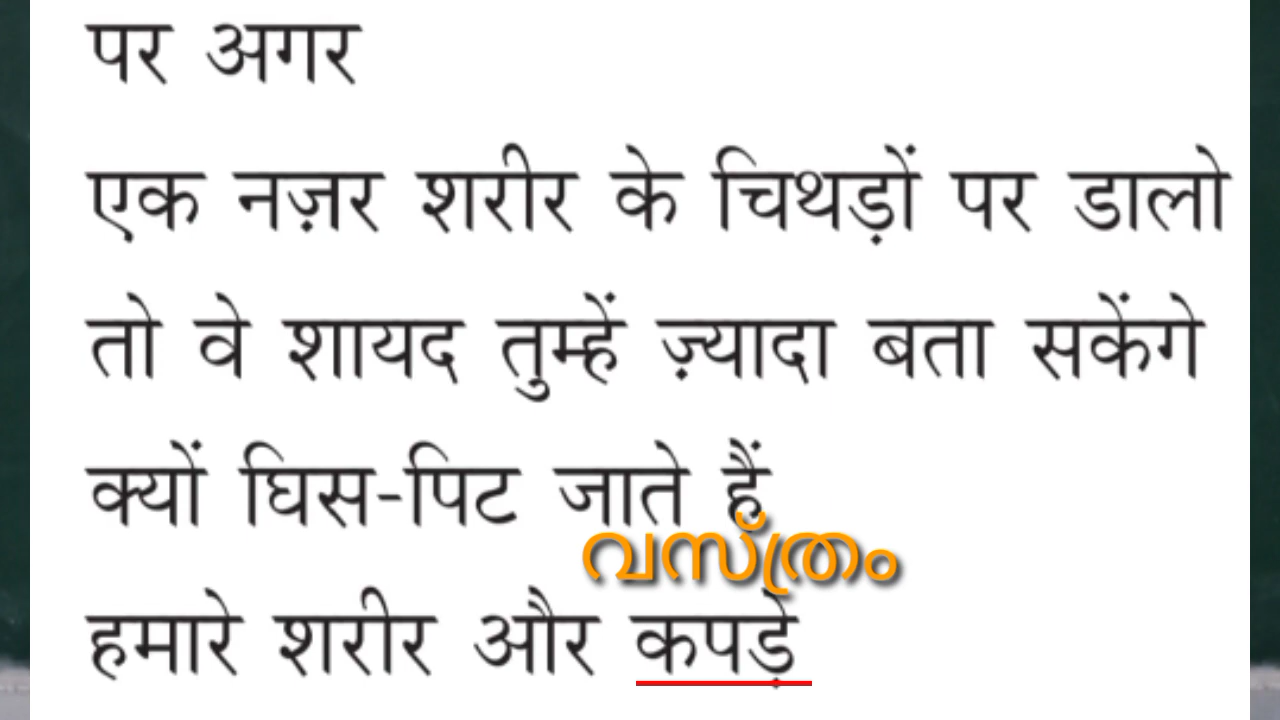 पर अगर
एक नज़र शरीर के चिथड़ों पर डालो
तो वे शायद तुम्हें ज़्यादा बता सकेंगे
क्यों घिस-पिट जाते हैं
വസ്ത്രം
हमारे शरीर और कपड़े